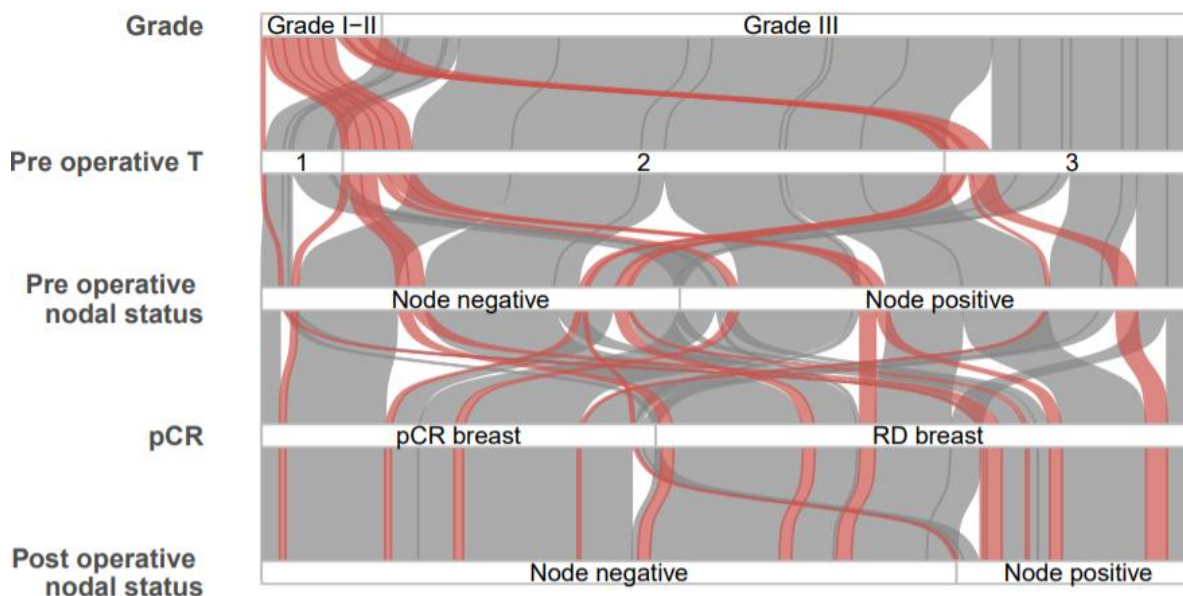 Grade
Grade I−II
Grade III
Pre operative T
1
2
3
Pre operative
nodal status
Node negative
Node positive
pCR
pCR breast
RD breast
Post operative
nodal status
Node negative
Node positive